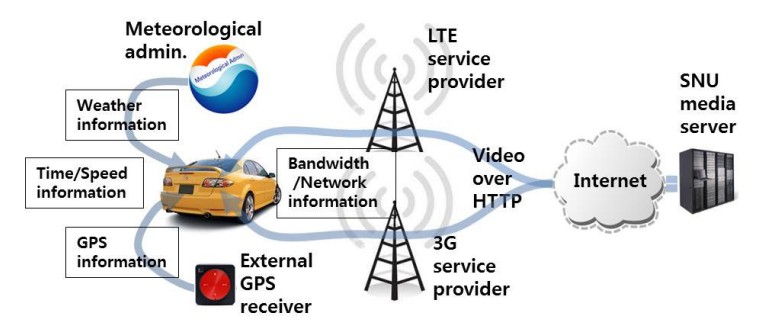 Meteorological
admin.
Meteorological Admin
Weather
information
Time/Speed
information
GPS
information
External
GPS
receiver
Bandwidth
/Network
information
LTE
service
provider
3G
service
provider
Video
over
HTTP
Internet
SNU
media
server